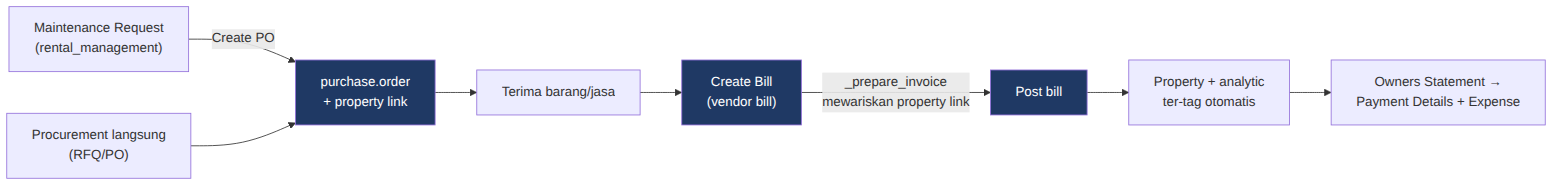 Maintenance Request
(rental_management)
Create PO
Procurement langsung
(RFQ/PO)
purchase.order
+ property link
Terima barang/jasa
Create Bill
(vendor bill)
_prepare_invoice
mewariskan property link
Post bill
Property + analytic
ter-tag otomatis
Owners Statement →
Payment Details + Expense